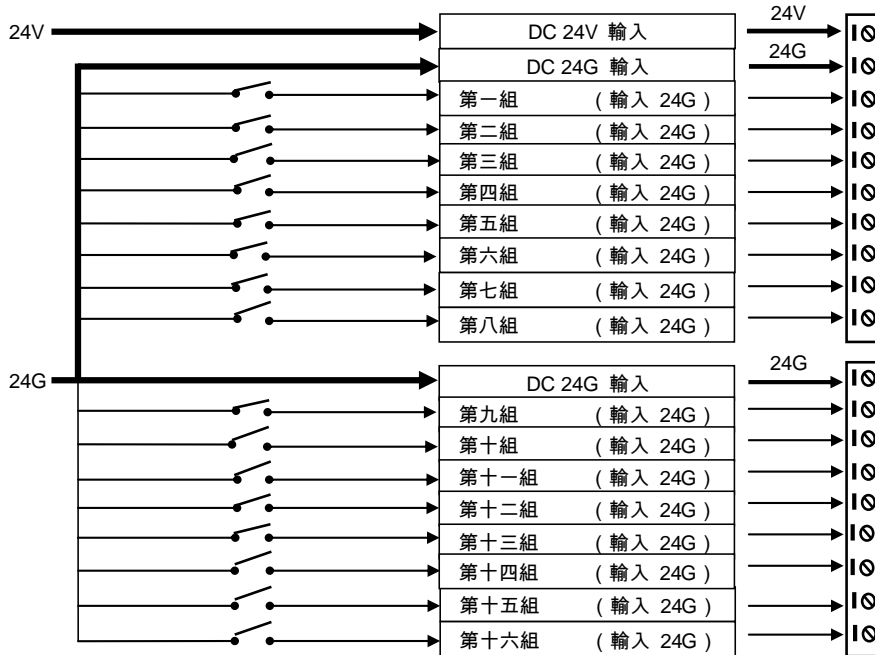 24V DC 24V 輸入 24V
DC 24G 輸入 24G
第一組 (輸入 24G)
第二組 (輸入 24G)
第三組 (輸入 24G)
第四組 (輸入 24G)
第五組 (輸入 24G)
第六組 (輸入 24G)
第七組 (輸入 24G)
第八組 (輸入 24G)
24G DC 24G 輸入 24G
第九組 (輸入 24G)
第十組 (輸入 24G)
第十一組 (輸入 24G)
第十二組 (輸入 24G)
第十三組 (輸入 24G)
第十四組 (輸入 24G)
第十五組 (輸入 24G)
第十六組 (輸入 24G)